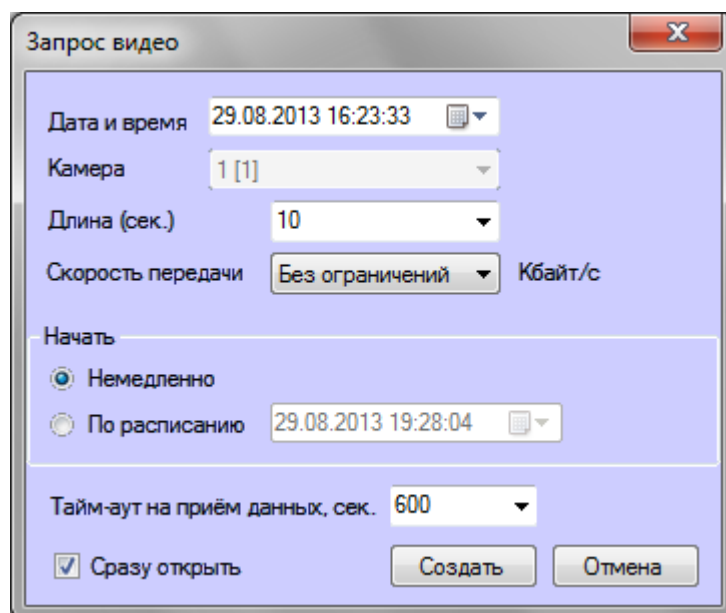 Запрос видео
Дата и время 29.08.2013 16:23:33
Камера 1 [1]
Длина (сек.) 10
Скорость передачи Без ограничений Кбайт/с
Начать
Немедленно
По расписанию 29.08.2013 19:28:04
Тайм-аут на приём данных, сек. 600
Сразу открыть Создать Отмена